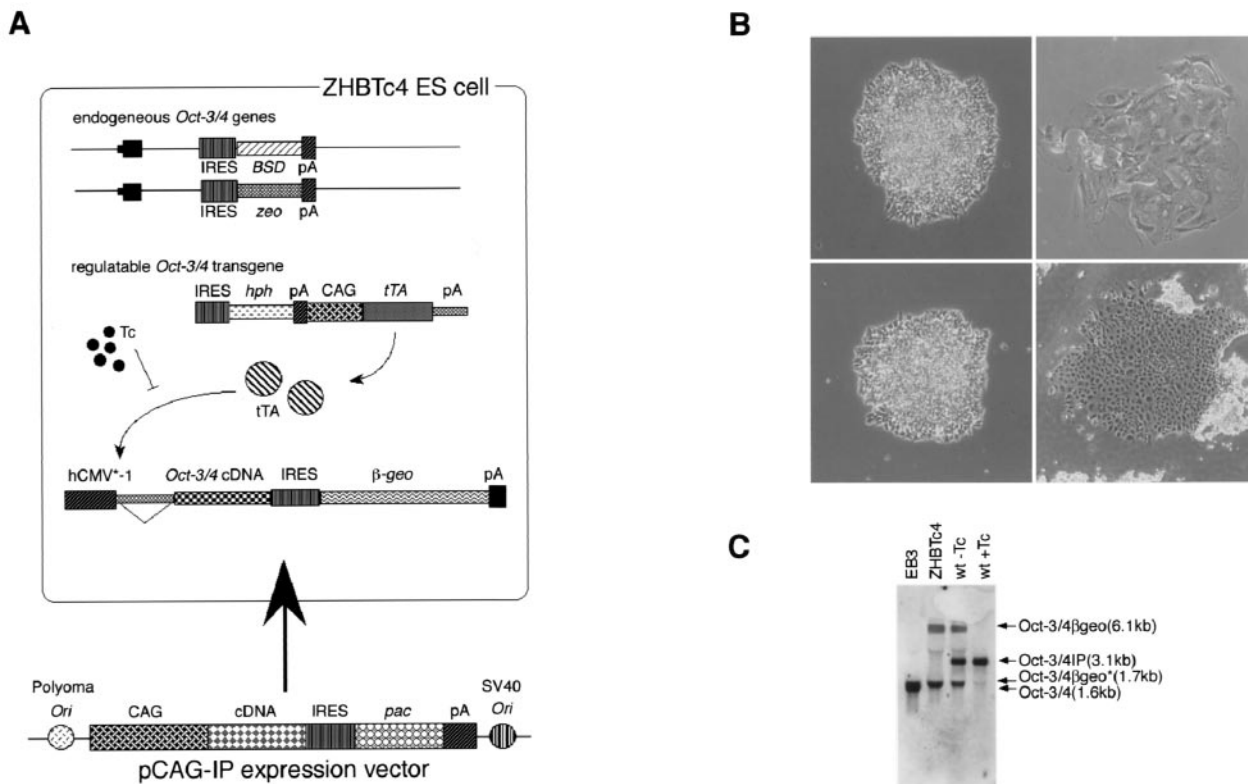 A
ZHBTc4 ES cell
endogeneous Oct-3/4 genes
IRES BSD pA
IRES zeo pA
regulatable Oct-3/4 transgene
IRES hph pA CAG tTA pA
Tc
tTA
hCMV*-1 Oct-3/4 cDNA IRES β-geo pA
Polyoma Ori CAG cDNA IRES pac pA SV40 Ori
pCAG-IP expression vector
B
C
EB3
ZHBTc4
wt -Tc
wt +Tc
Oct-3/4βgeo(6.1kb)
Oct-3/4IP(3.1kb)
Oct-3/4βgeo*(1.7kb)
Oct-3/4(1.6kb)